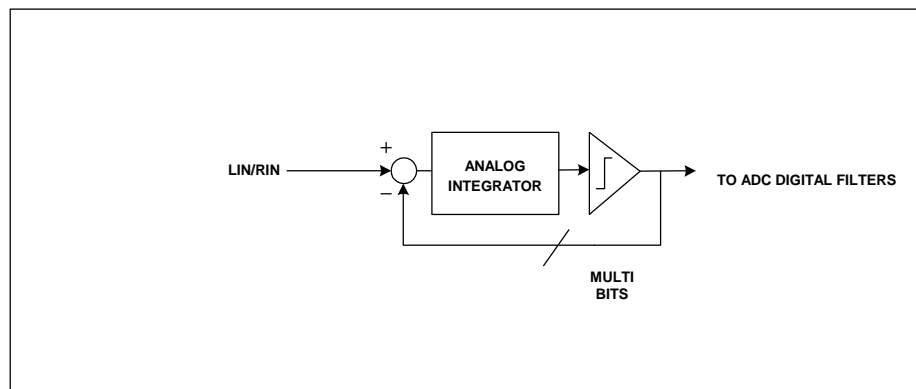 +
LIN/RIN
−
ANALOG
INTEGRATOR
TO ADC DIGITAL FILTERS
MULTI
BITS